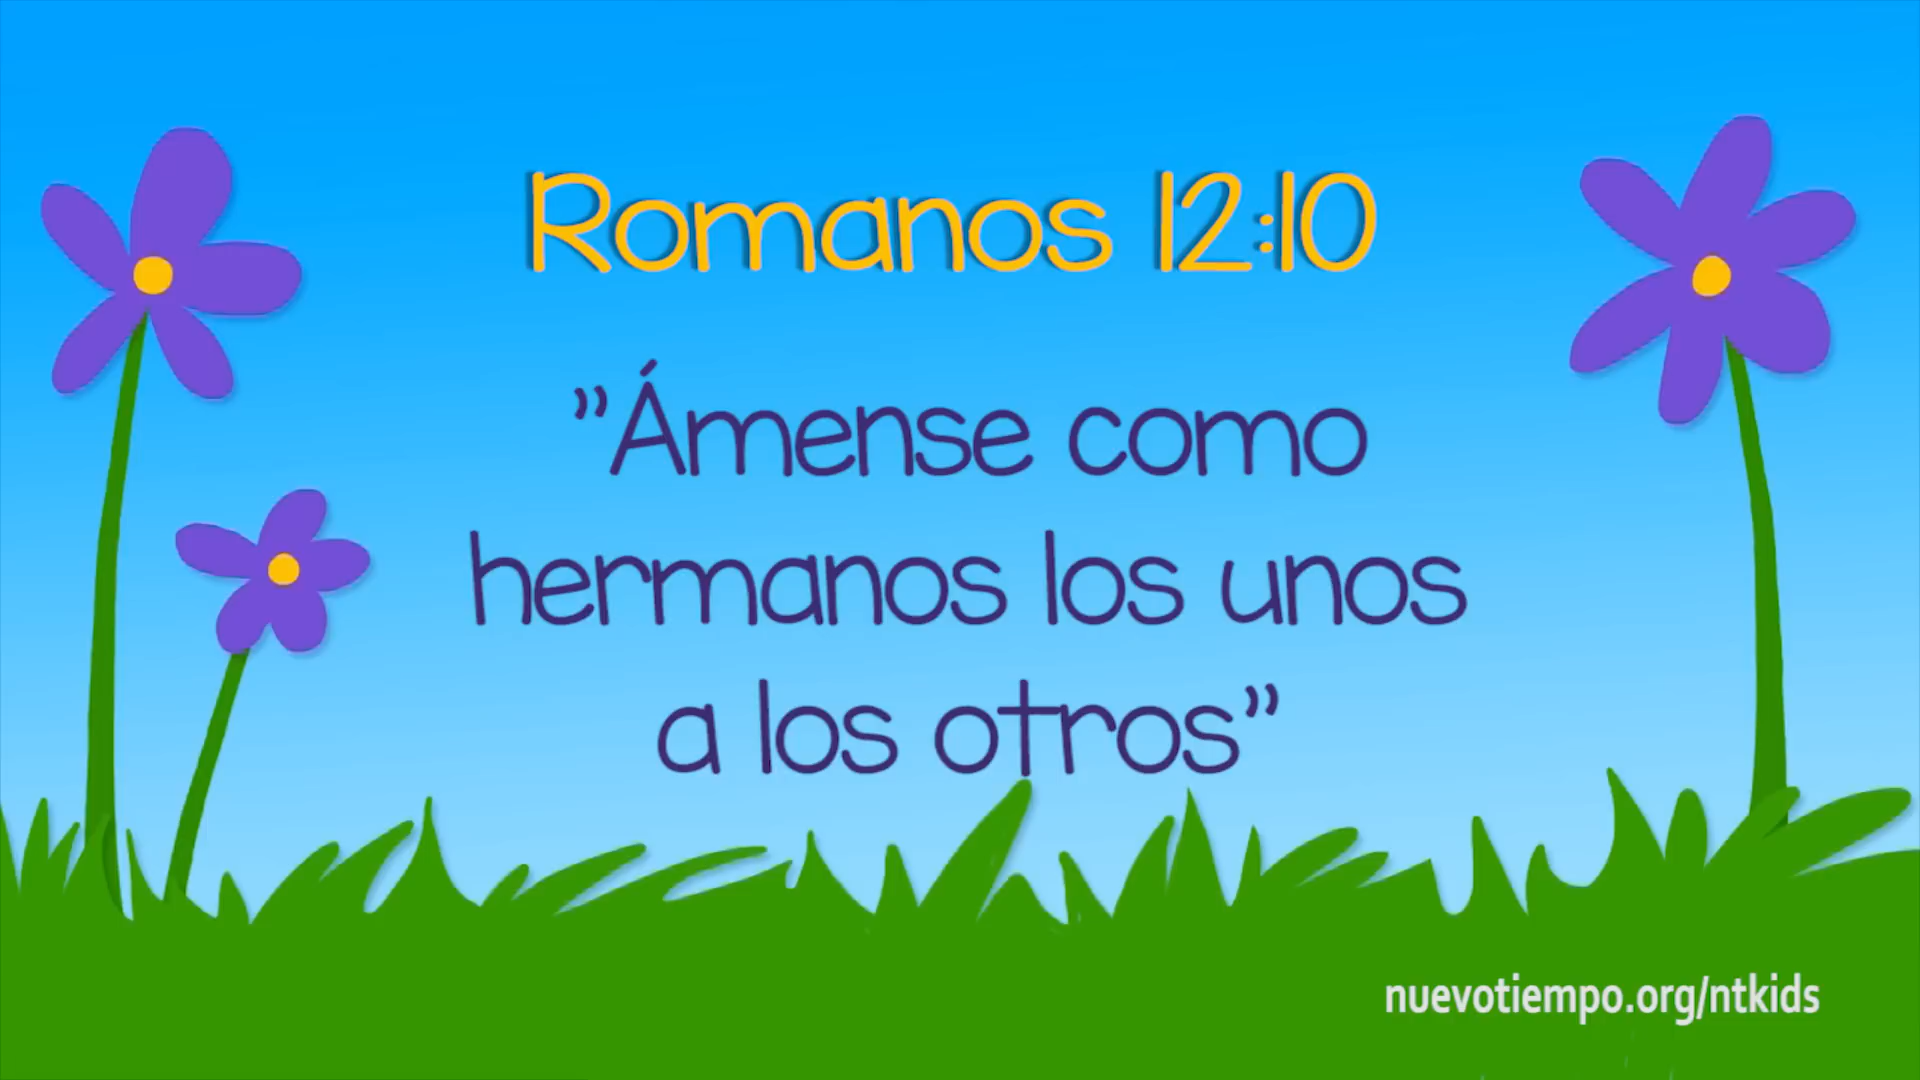 Romanos 12:10
”Ámense como
hermanos los unos
a los otros”
nuevotiempo.org/ntkids